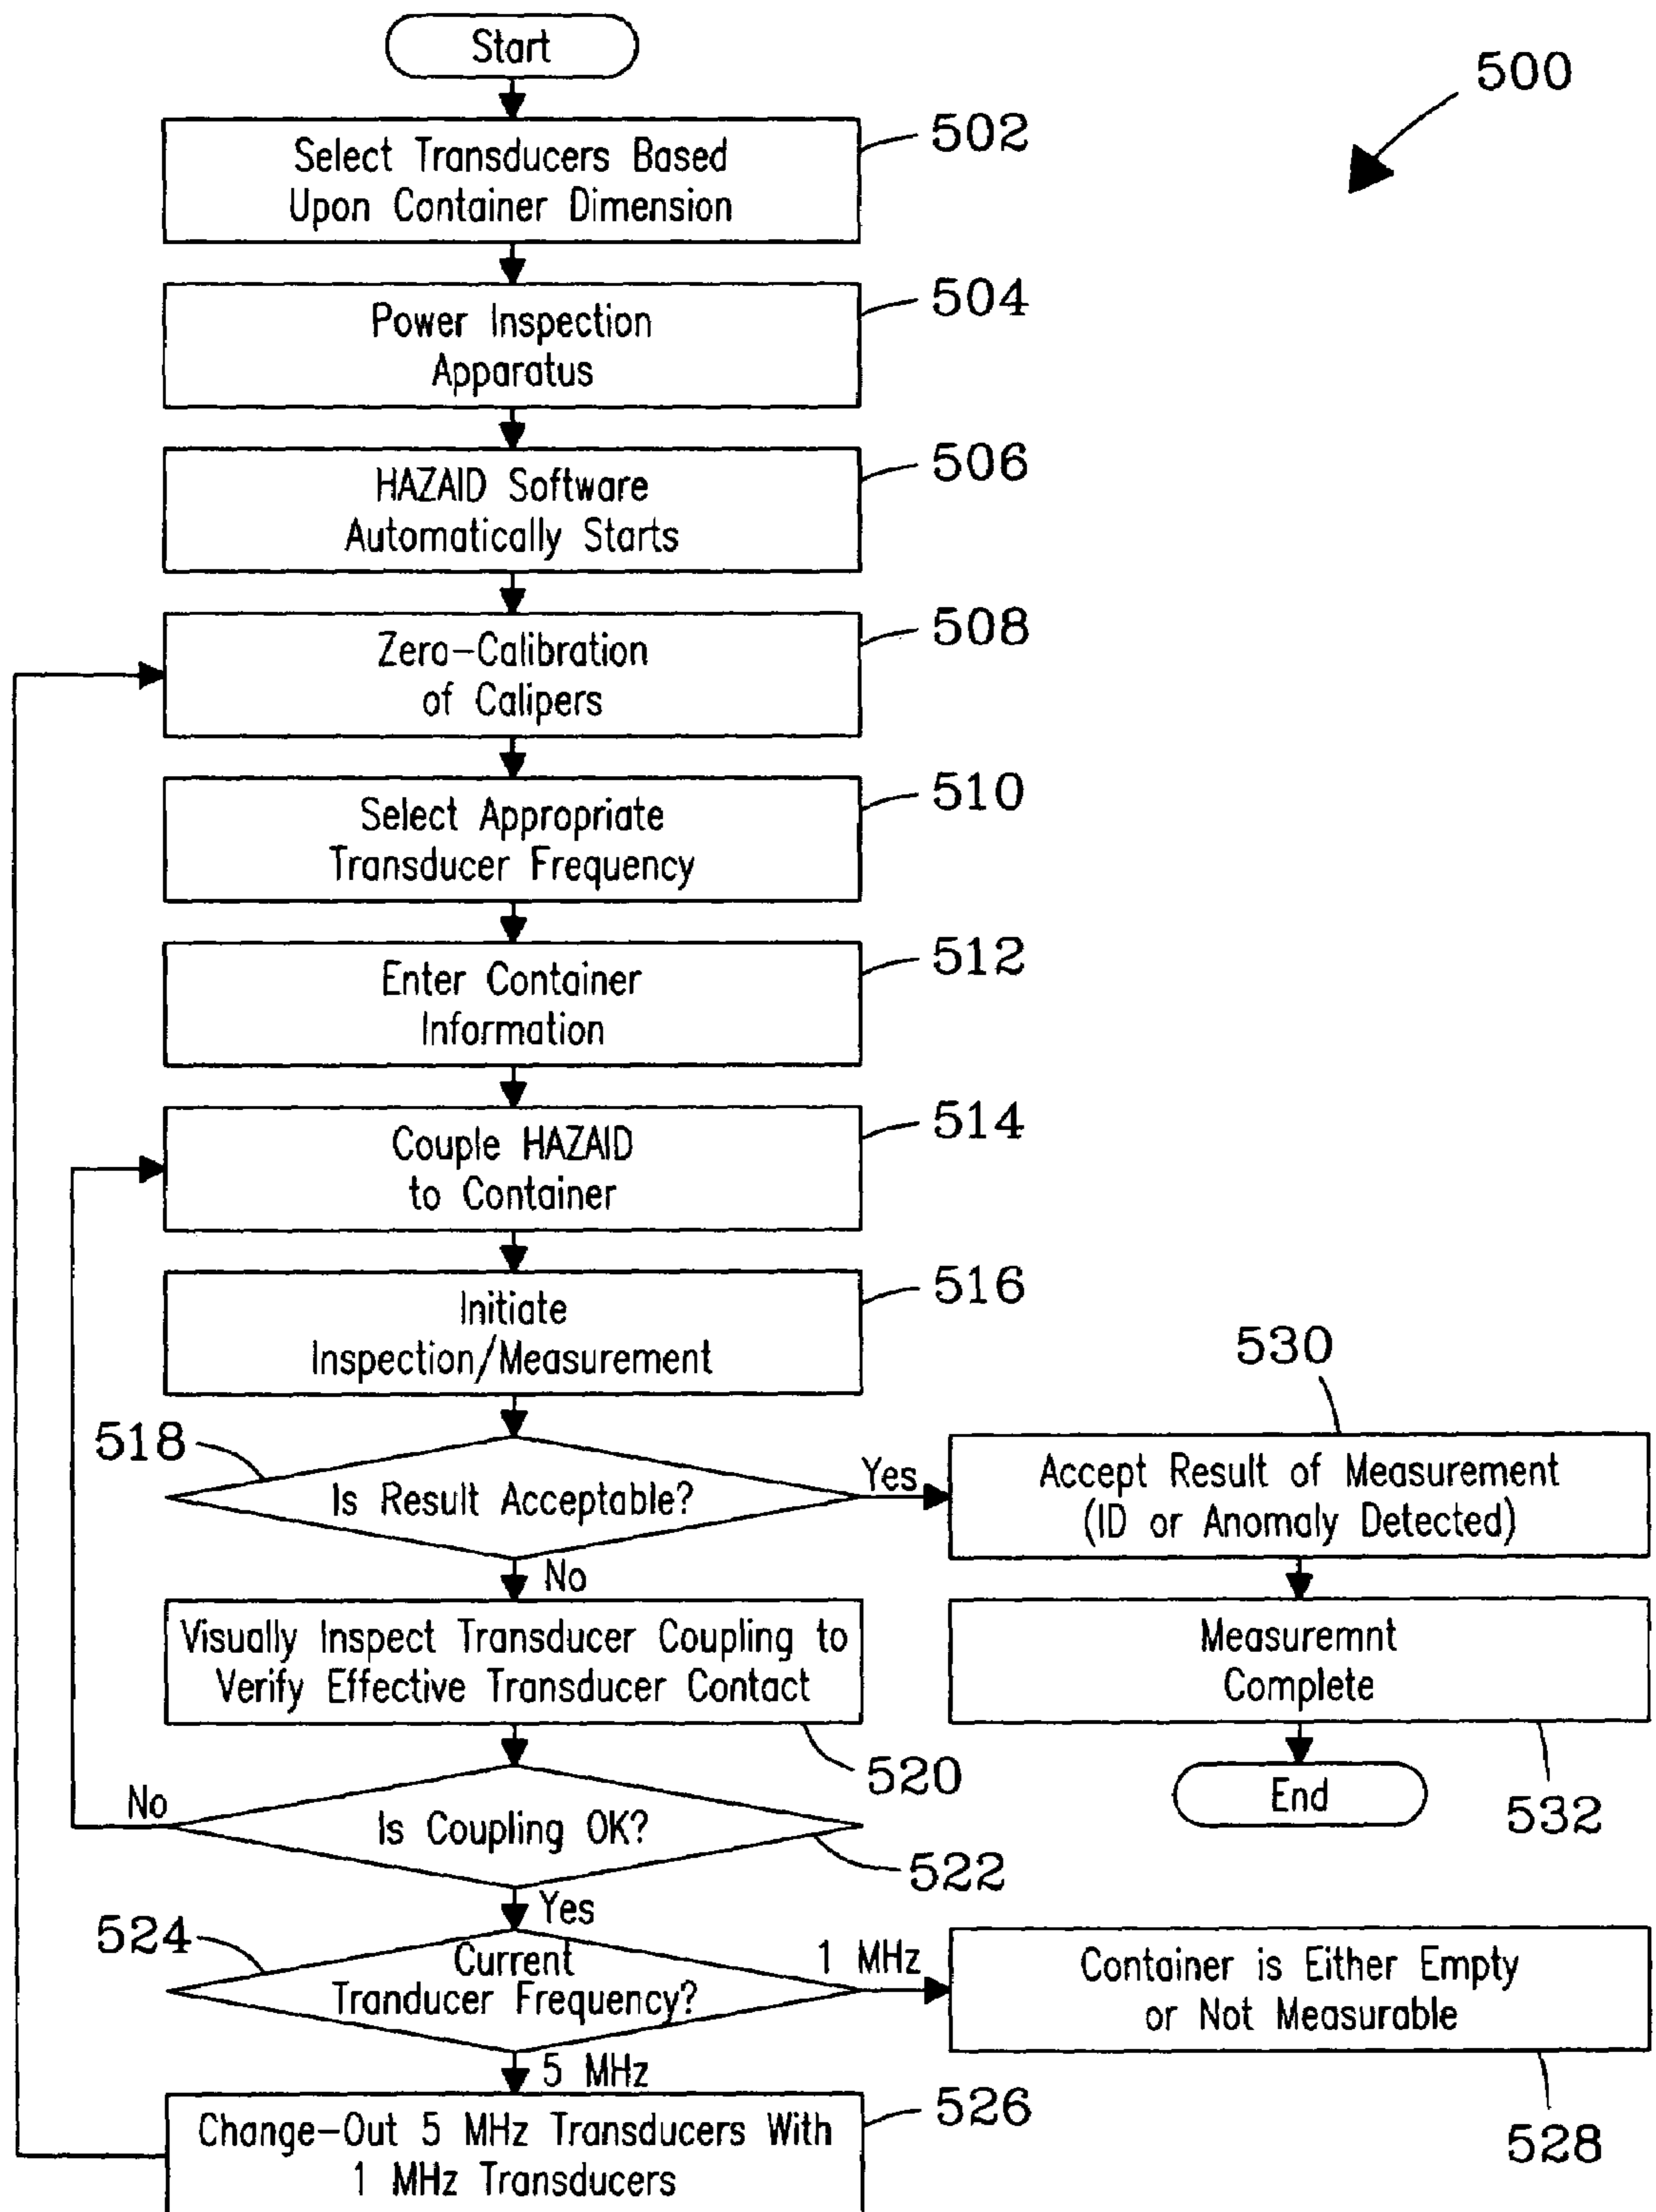 Start
500
Select Transducers Based
Upon Container Dimension
502
Power Inspection
Apparatus
504
HAZAID Software
Automatically Starts
506
Zero-Calibration
of Calipers
508
Select Appropriate
Transducer Frequency
510
Enter Container
Information
512
Couple HAZAID
to Container
514
Initiate
Inspection/Measurement
516
518
Is Result Acceptable?
Yes
No
530
Accept Result of Measurement
(ID or Anomaly Detected)
Visually Inspect Transducer Coupling to
Verify Effective Transducer Contact
520
Measuremnt
Complete
532
End
No
Is Coupling OK?
522
Yes
524
Current
Tranducer Frequency?
1 MHz
5 MHz
Container is Either Empty
or Not Measurable
528
Change-Out 5 MHz Transducers With
1 MHz Transducers
526